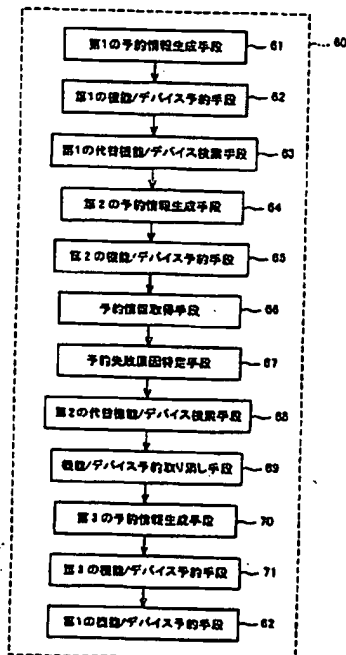 60
第1の予約情報生成手段 61
第1の機能/デバイス予約手段 62
第1の代替機能/デバイス検索手段 63
第2の予約情報生成手段 64
第2の機能/デバイス予約手段 65
予約情報取得手段 66
予約失敗原因特定手段 67
第2の代替機能/デバイス検索手段 68
機能/デバイス予約取り消し手段 69
第3の予約情報生成手段 70
第3の機能/デバイス予約手段 71
第1の機能/デバイス予約手段 62